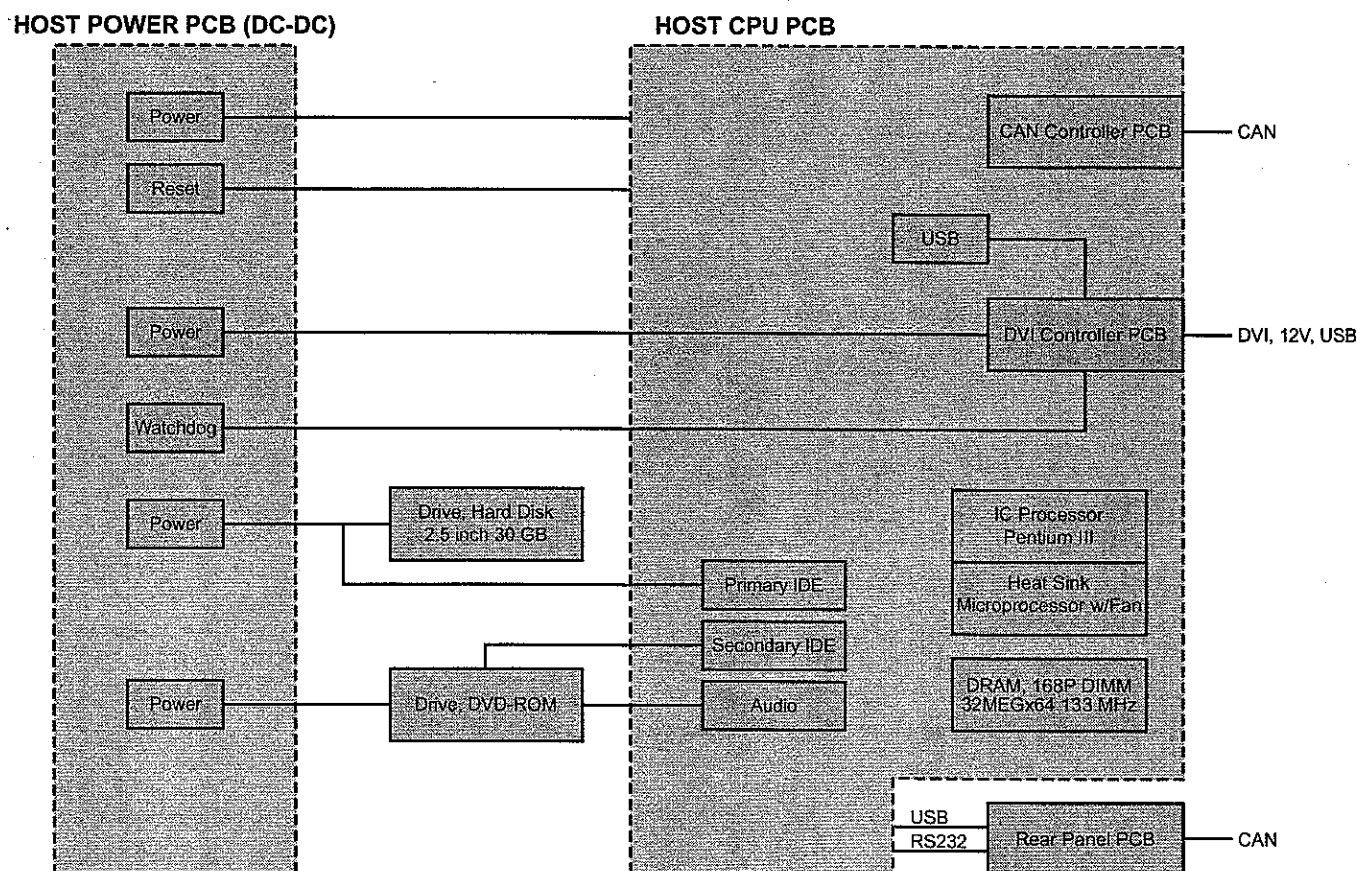 HOST POWER PCB (DC-DC)
HOST CPU PCB
Power
CAN Controller PCB
CAN
Reset
USB
Power
DVI Controller PCB
DVI, 12V, USB
Watchdog
Power
Drive, Hard Disk
2.5 inch 30 GB
IC Processor
Pentium III
Primary IDE
Heat Sink
Microprocessor w/Fan
Secondary IDE
Power
Drive, DVD-ROM
Audio
DRAM, 168P DIMM
32MEGx64 133 MHz
USB
RS232
Rear Panel PCB
CAN